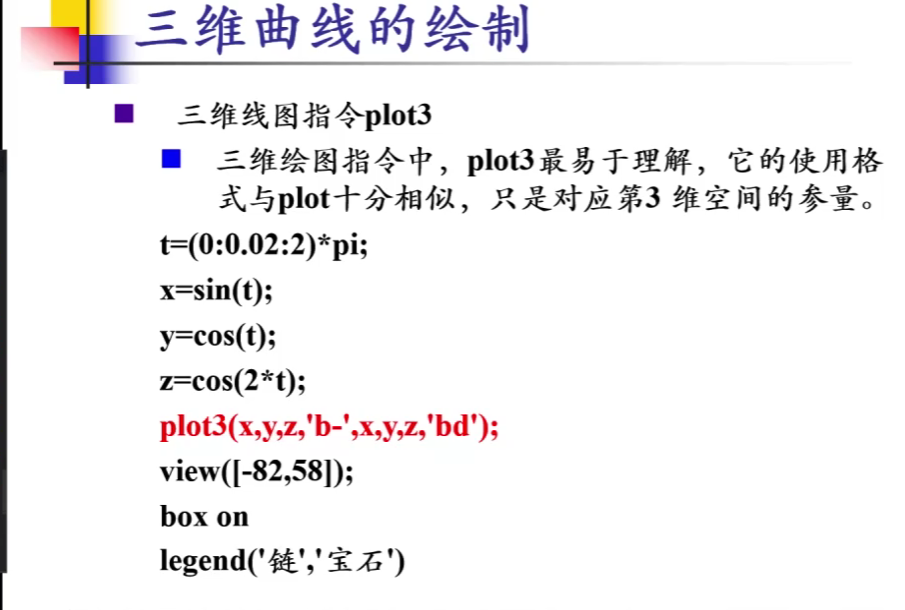 三维曲线的绘制
三维线图指令plot3
三维绘图指令中，plot3最易于理解，它的使用格
式与plot十分相似，只是对应第3 维空间的参量。
t=(0:0.02:2)*pi;
x=sin(t);
y=cos(t);
z=cos(2*t);
plot3(x,y,z,'b-',x,y,z,'bd');
view([-82,58]);
box on
legend('链','宝石')